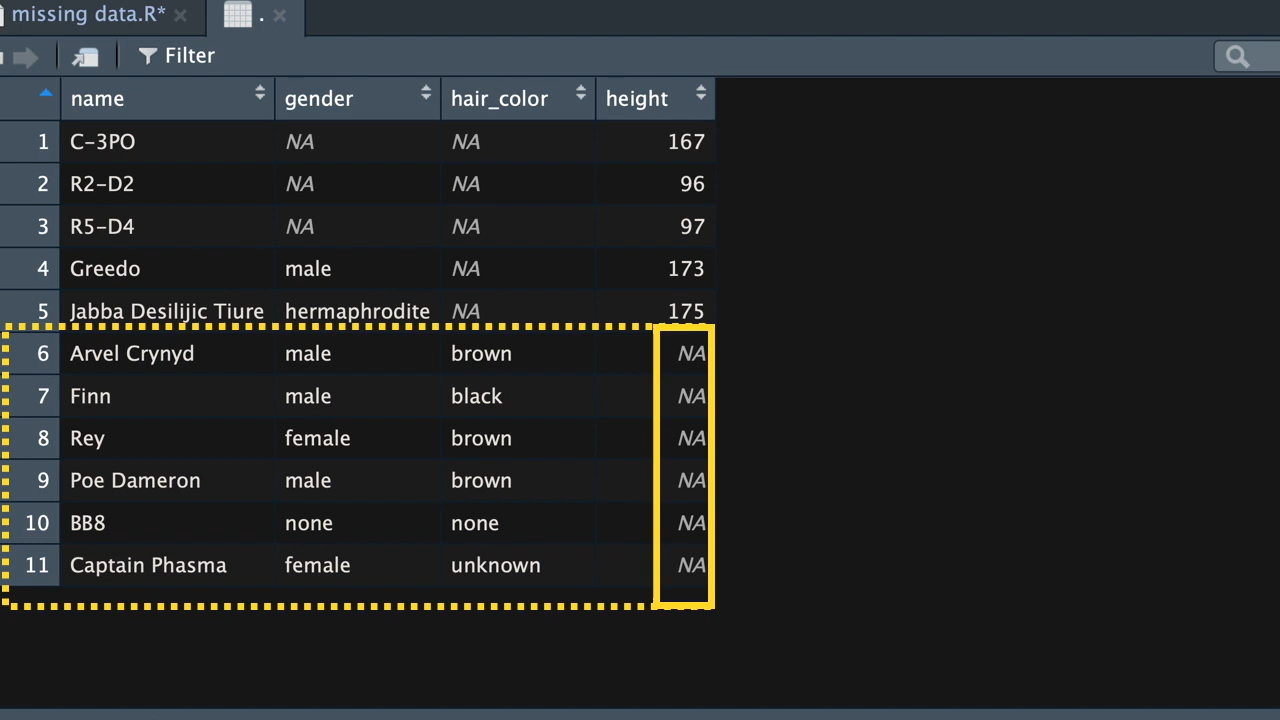 missing data.R* .
Filter
name gender hair_color height
1 C-3PO NA NA 167
2 R2-D2 NA NA 96
3 R5-D4 NA NA 97
4 Greedo male NA 173
5 Jabba Desilijic Tiure hermaphrodite NA 175
6 Arvel Crynyd male brown NA
7 Finn male black NA
8 Rey female brown NA
9 Poe Dameron male brown NA
10 BB8 none none NA
11 Captain Phasma female unknown NA